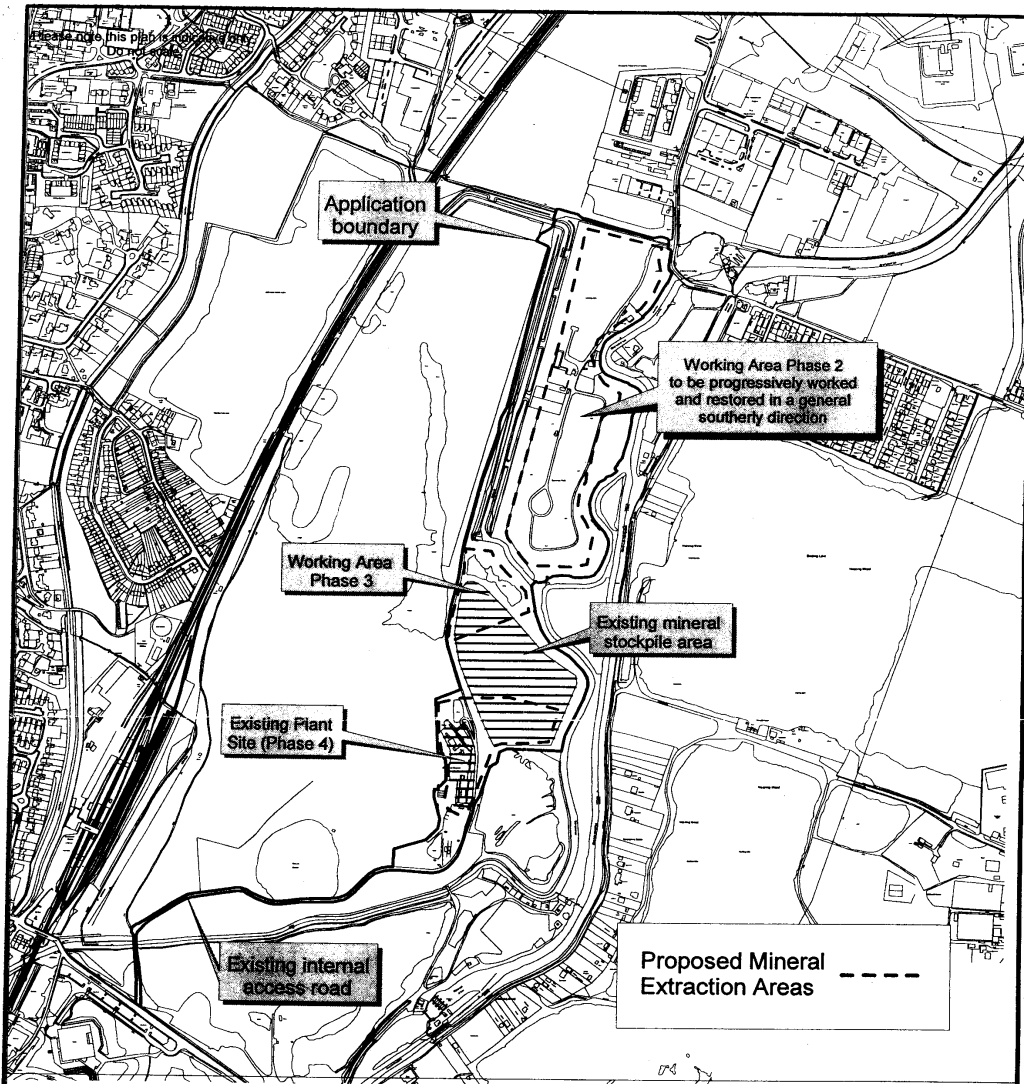 Please note this plan is indicative only
Do not scale
Application
boundary
Working Area Phase 2
to be progressively worked
and restored in a general
southerly direction
Working Area
Phase 3
Existing mineral
stockpile area
Existing Plant
Site (Phase 4)
Existing internal
access road
Proposed Mineral
Extraction Areas